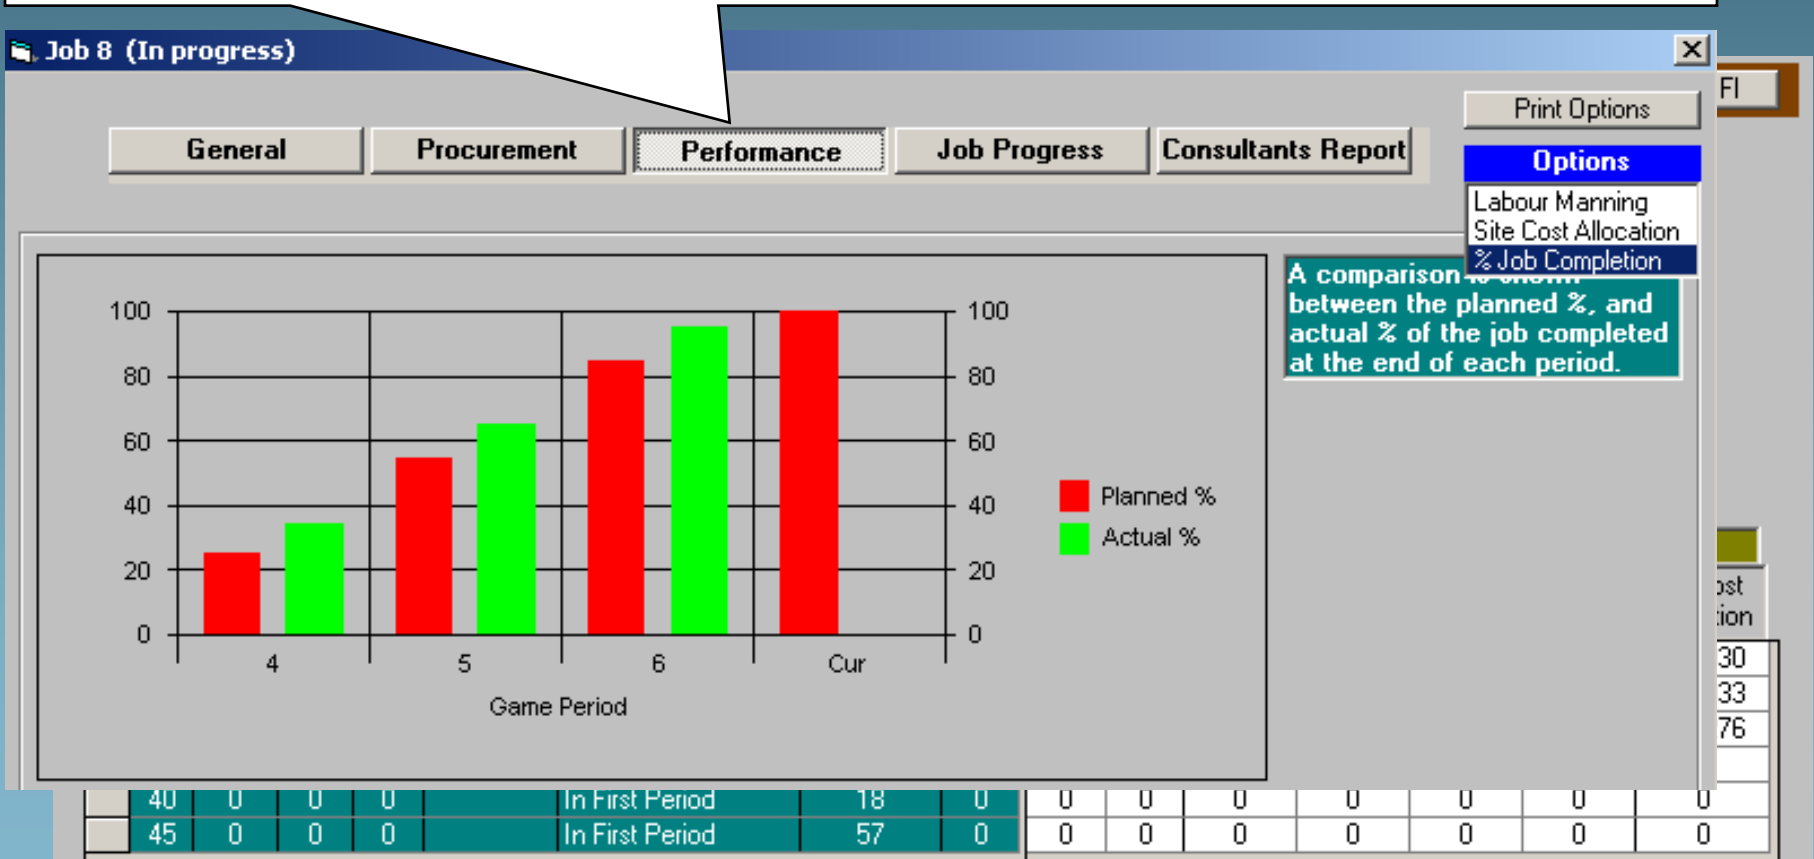 Job 8 (In progress)
FI
Print Options
General Procurement Performance Job Progress Consultants Report
Options
Labour Manning
Site Cost Allocation
% Job Completion
A comparison
between the planned %, and
actual % of the job completed
at the end of each period.
100 100
80 80
60 60
40 40
20 20
0 0
4 5 6 Cur
Game Period
Planned %
Actual %
30
33
76
40 0 0 0 In First Period 18 0 0 0 0 0 0 0 0
45 0 0 0 In First Period 57 0 0 0 0 0 0 0 0